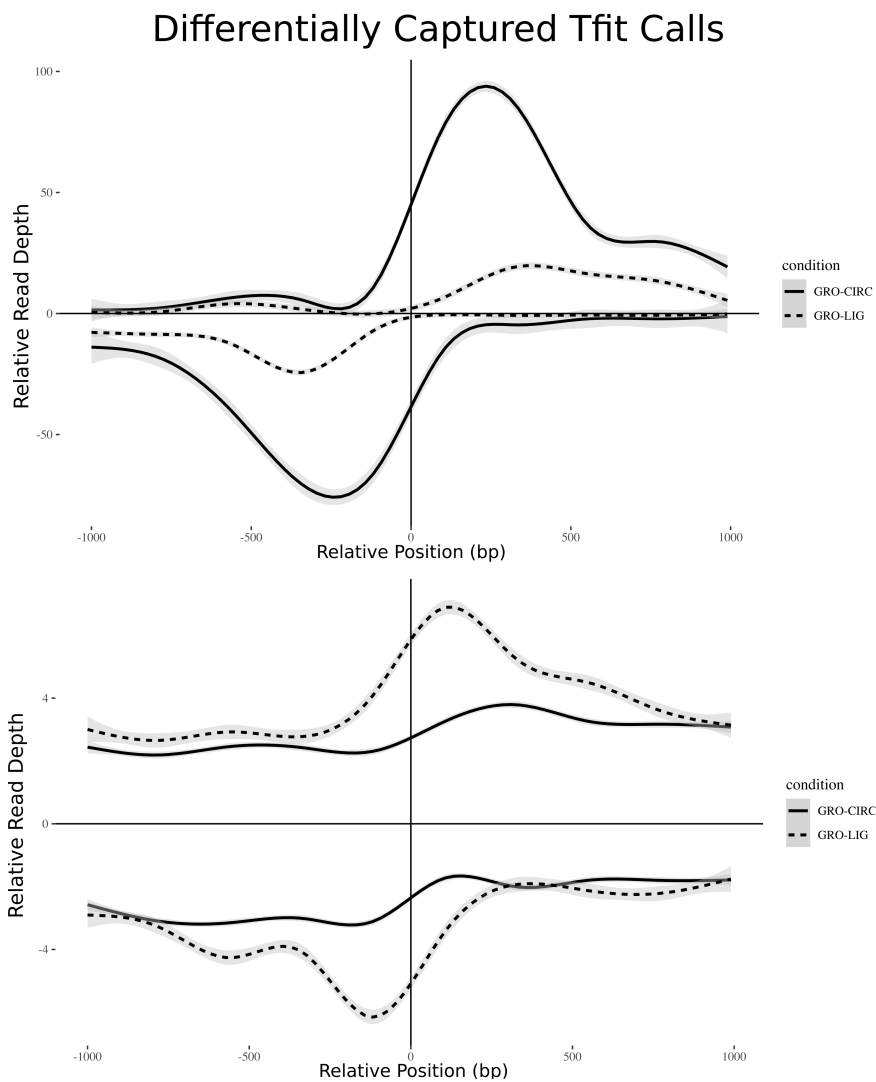 Differentially Captured Tfit Calls
100
50
0
-50
Relative Read Depth
-1000 -500 0 500 1000
Relative Position (bp)
condition
GRO-CIRC
GRO-LIG
4
0
-4
Relative Read Depth
-1000 -500 0 500 1000
Relative Position (bp)
condition
GRO-CIRC
GRO-LIG